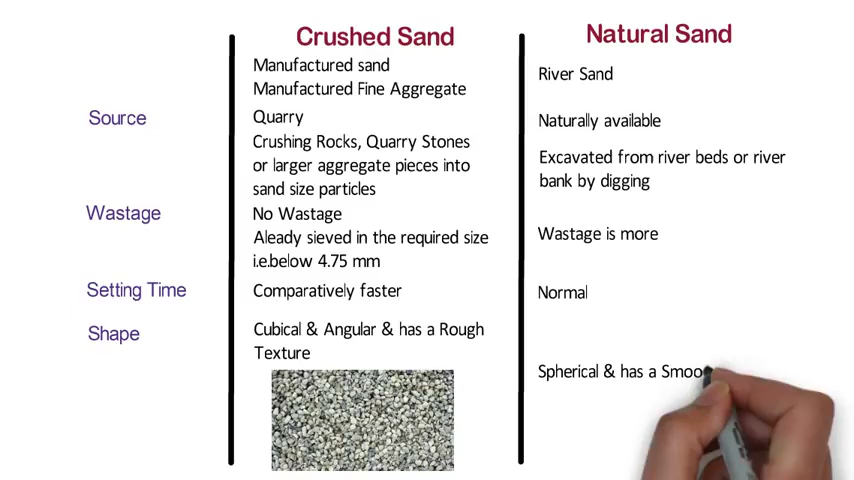 Crushed Sand
Natural Sand
Manufactured sand
Manufactured Fine Aggregate
River Sand
Source
Quarry
Crushing Rocks, Quarry Stones
or larger aggregate pieces into
sand size particles
Naturally available
Excavated from river beds or river
bank by digging
Wastage
No Wastage
Aleady sieved in the required size
i.e.below 4.75 mm
Wastage is more
Setting Time
Comparatively faster
Normal
Shape
Cubical & Angular & has a Rough
Texture
Spherical & has a Smoo